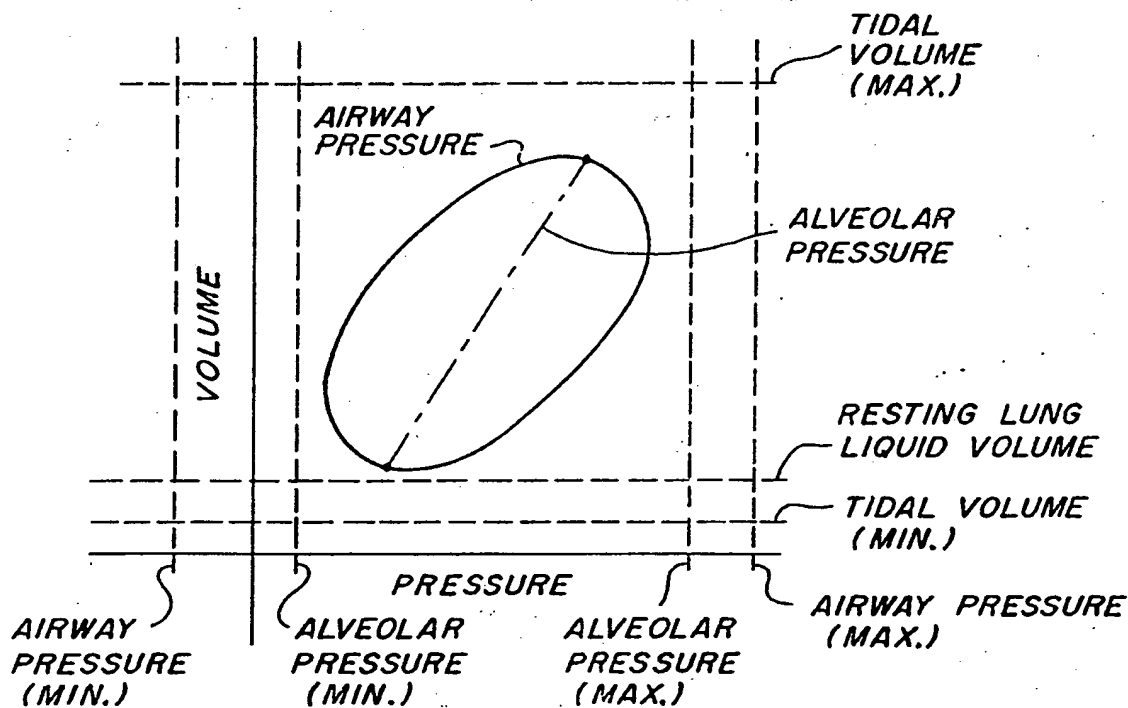 TIDAL
VOLUME
(MAX.)
AIRWAY
PRESSURE
ALVEOLAR
PRESSURE
VOLUME
RESTING LUNG
LIQUID VOLUME
TIDAL VOLUME
(MIN.)
PRESSURE
AIRWAY PRESSURE
(MAX.)
AIRWAY
PRESSURE
(MIN.)
ALVEOLAR
PRESSURE
(MIN.)
ALVEOLAR
PRESSURE
(MAX.)